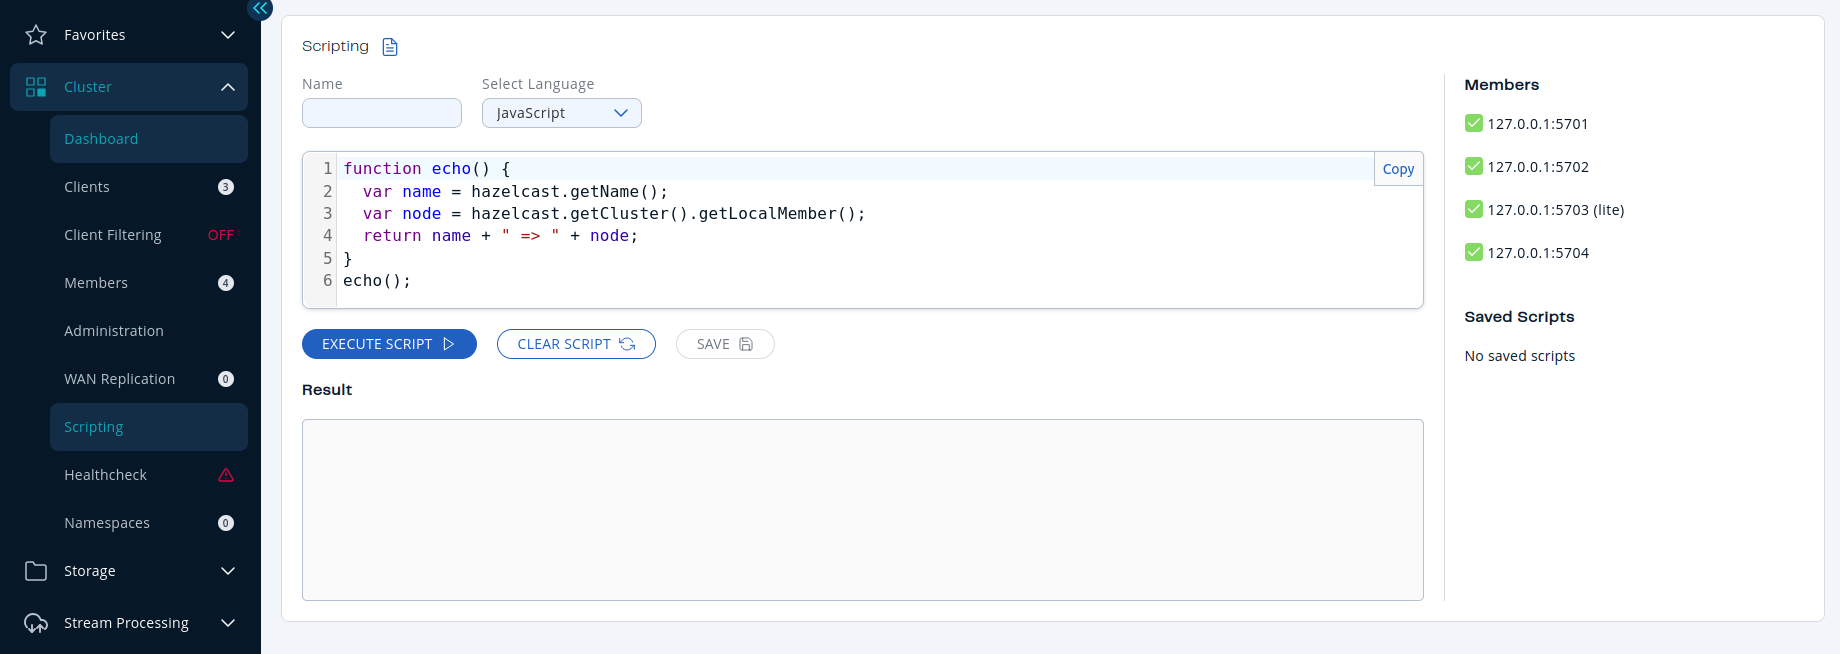 Favorites
Cluster
Dashboard
Clients 3
Client Filtering OFF
Members 4
Administration
WAN Replication 0
Scripting
Healthcheck
Namespaces 0
Storage
Stream Processing
Scripting
Name Select Language
JavaScript
Copy
1 function echo() {
2   var name = hazelcast.getName();
3   var node = hazelcast.getCluster().getLocalMember();
4   return name + " => " + node;
5 }
6 echo();
EXECUTE SCRIPT CLEAR SCRIPT SAVE
Result
Members
127.0.0.1:5701
127.0.0.1:5702
127.0.0.1:5703 (lite)
127.0.0.1:5704
Saved Scripts
No saved scripts